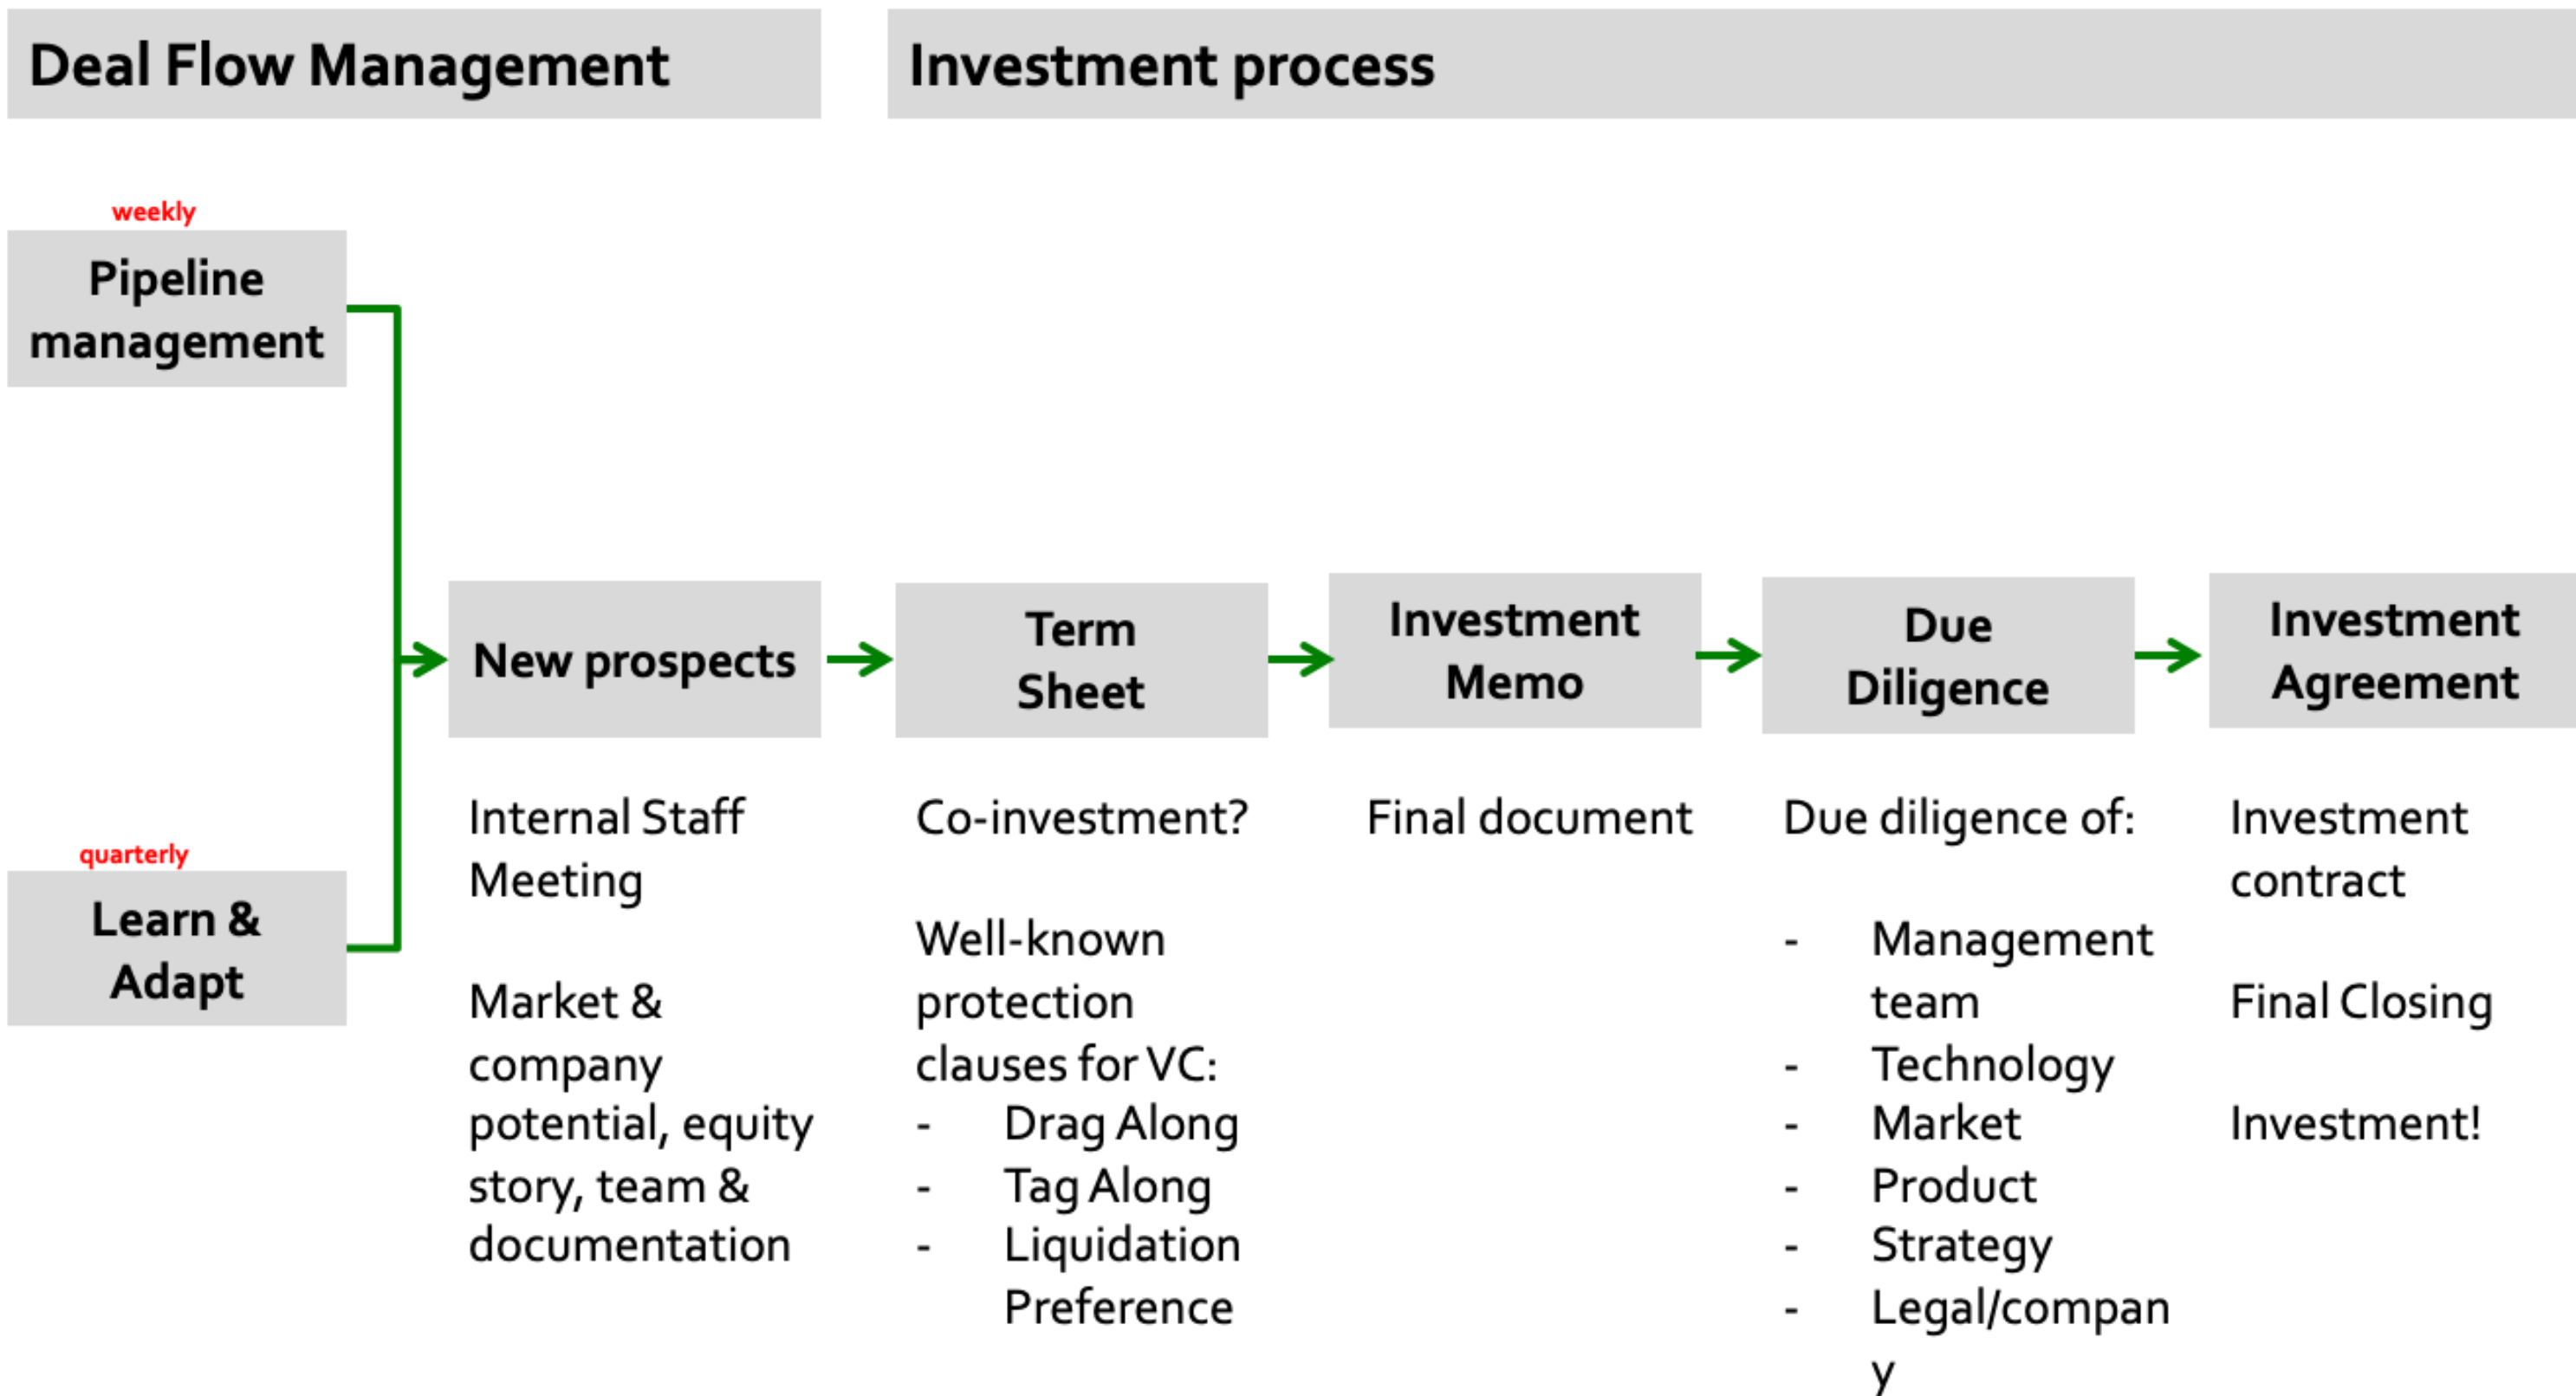 Deal Flow Management
Investment process
weekly
Pipeline
management
quarterly
Learn &
Adapt
New prospects
Internal Staff
Meeting
Market &
company
potential, equity
story, team &
documentation
Term
Sheet
Co-investment?
Well-known
protection
clauses for VC:
- Drag Along
- Tag Along
- Liquidation
Preference
Investment
Memo
Final document
Due
Diligence
Due diligence of:
- Management
team
- Technology
- Market
- Product
- Strategy
- Legal/compan
y
Investment
Agreement
Investment
contract
Final Closing
Investment!